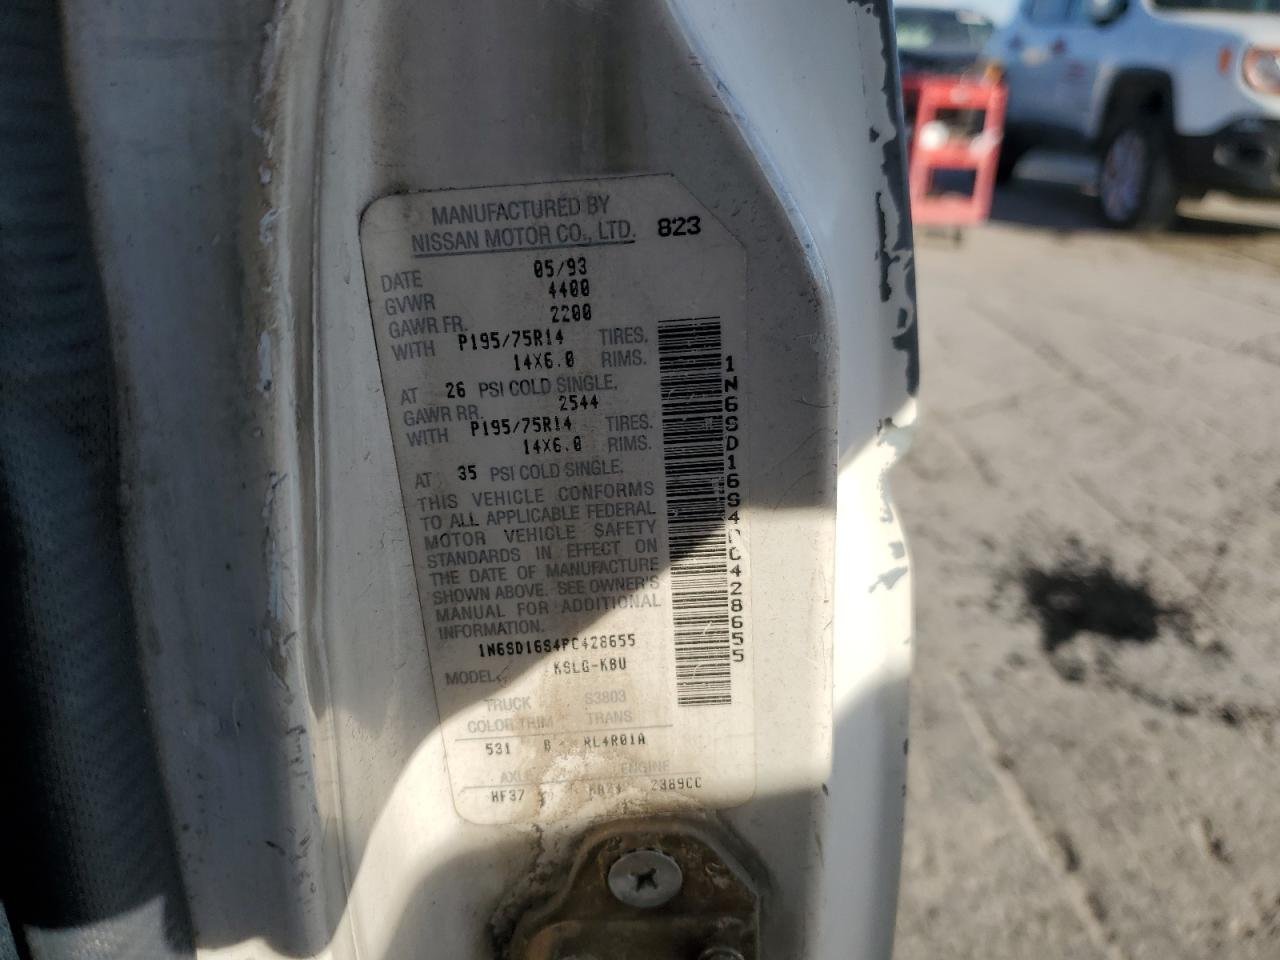 MANUFACTURED BY
NISSAN MOTOR CO., LTD. 823
DATE 05/93
GVWR 4400
GAWR FR. 2200
WITH P195/75R14 TIRES.
14X6.0 RIMS.
AT 26 PSI COLD SINGLE.
GAWR RR. 2544
WITH P195/75R14 TIRES.
14X6.0 RIMS.
AT 35 PSI COLD SINGLE.
THIS VEHICLE CONFORMS
TO ALL APPLICABLE FEDERAL
MOTOR VEHICLE SAFETY
STANDARDS IN EFFECT ON
THE DATE OF MANUFACTURE
SHOWN ABOVE. SEE OWNER'S
MANUAL FOR ADDITIONAL
INFORMATION.
1N6SD16S4PC428655
MODEL. KSLG-KBU
TRUCK S3803
COLOR TRIM TRANS
531 B RL4R01A
AXLE ENGINE
HF37 2389CC
1N6SD16S4PC428655